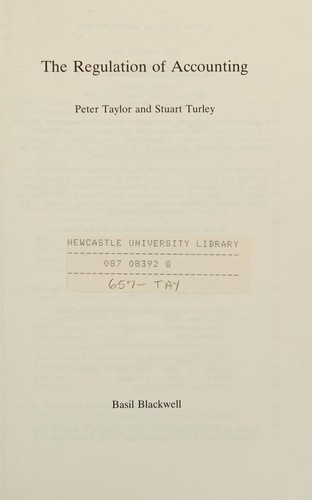 The Regulation of Accounting
Peter Taylor and Stuart Turley
NEWCASTLE UNIVERSITY LIBRARY
087 08392 8
657- TAY
Basil Blackwell